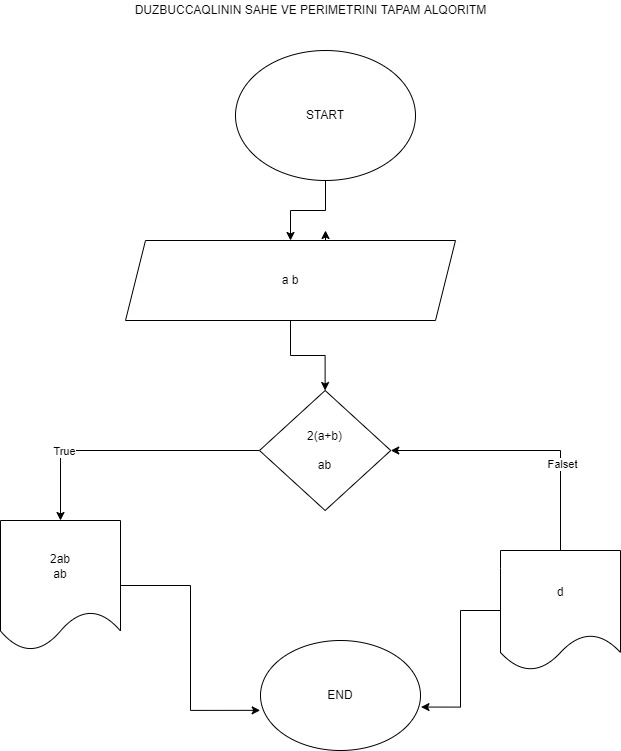 DUZBUCCAQLININ SAHE VE PERIMETRINI TAPAM ALQORITM
START
a b
2(a+b)
ab
True
Falset
2ab
ab
d
END